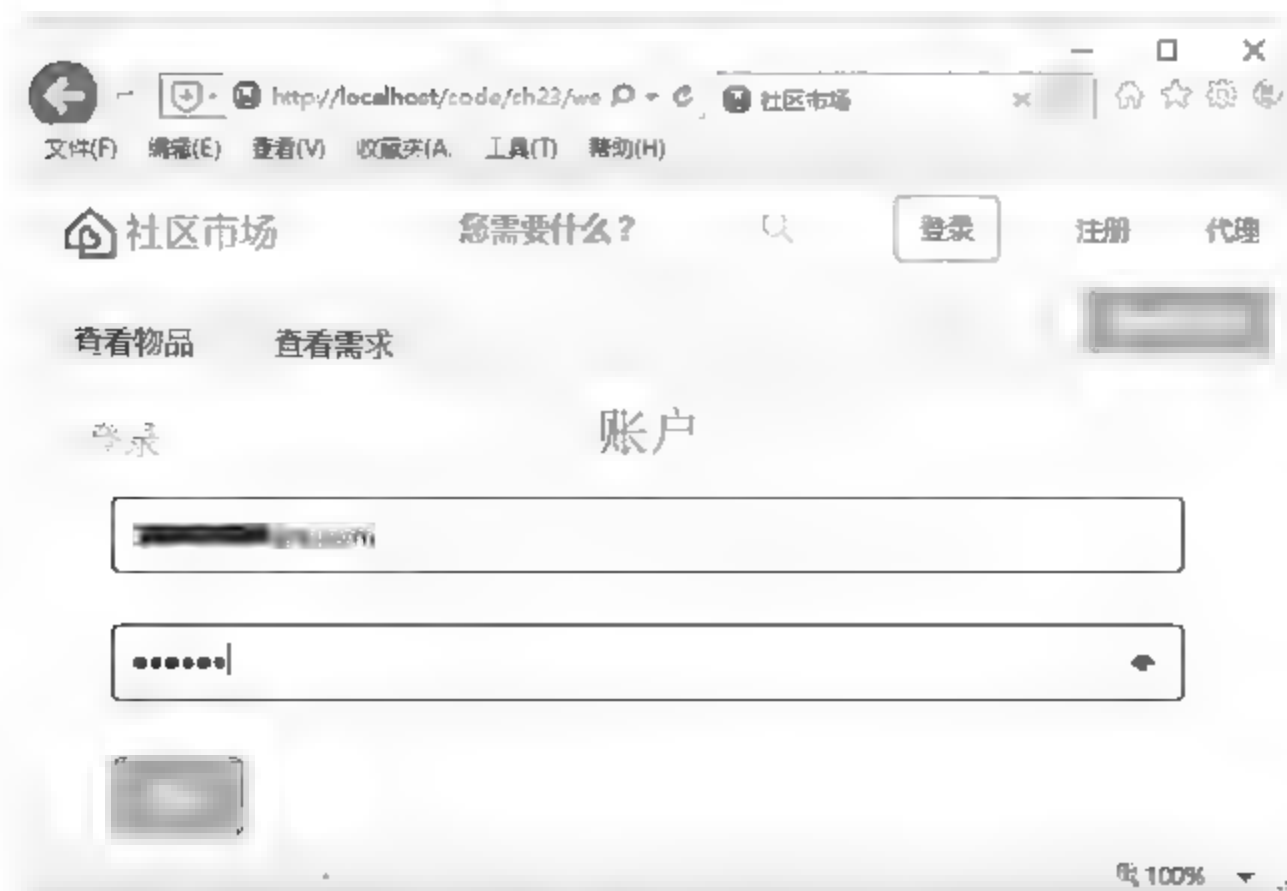 http://localhost/code/ch23/we 社区市场
文件(F) 编辑(E) 查看(V) 收藏夹(A. 工具(T) 帮助(H)
社区市场 您需要什么？ 登录 注册 代理
查看物品 查看需求
登录 账户
100%